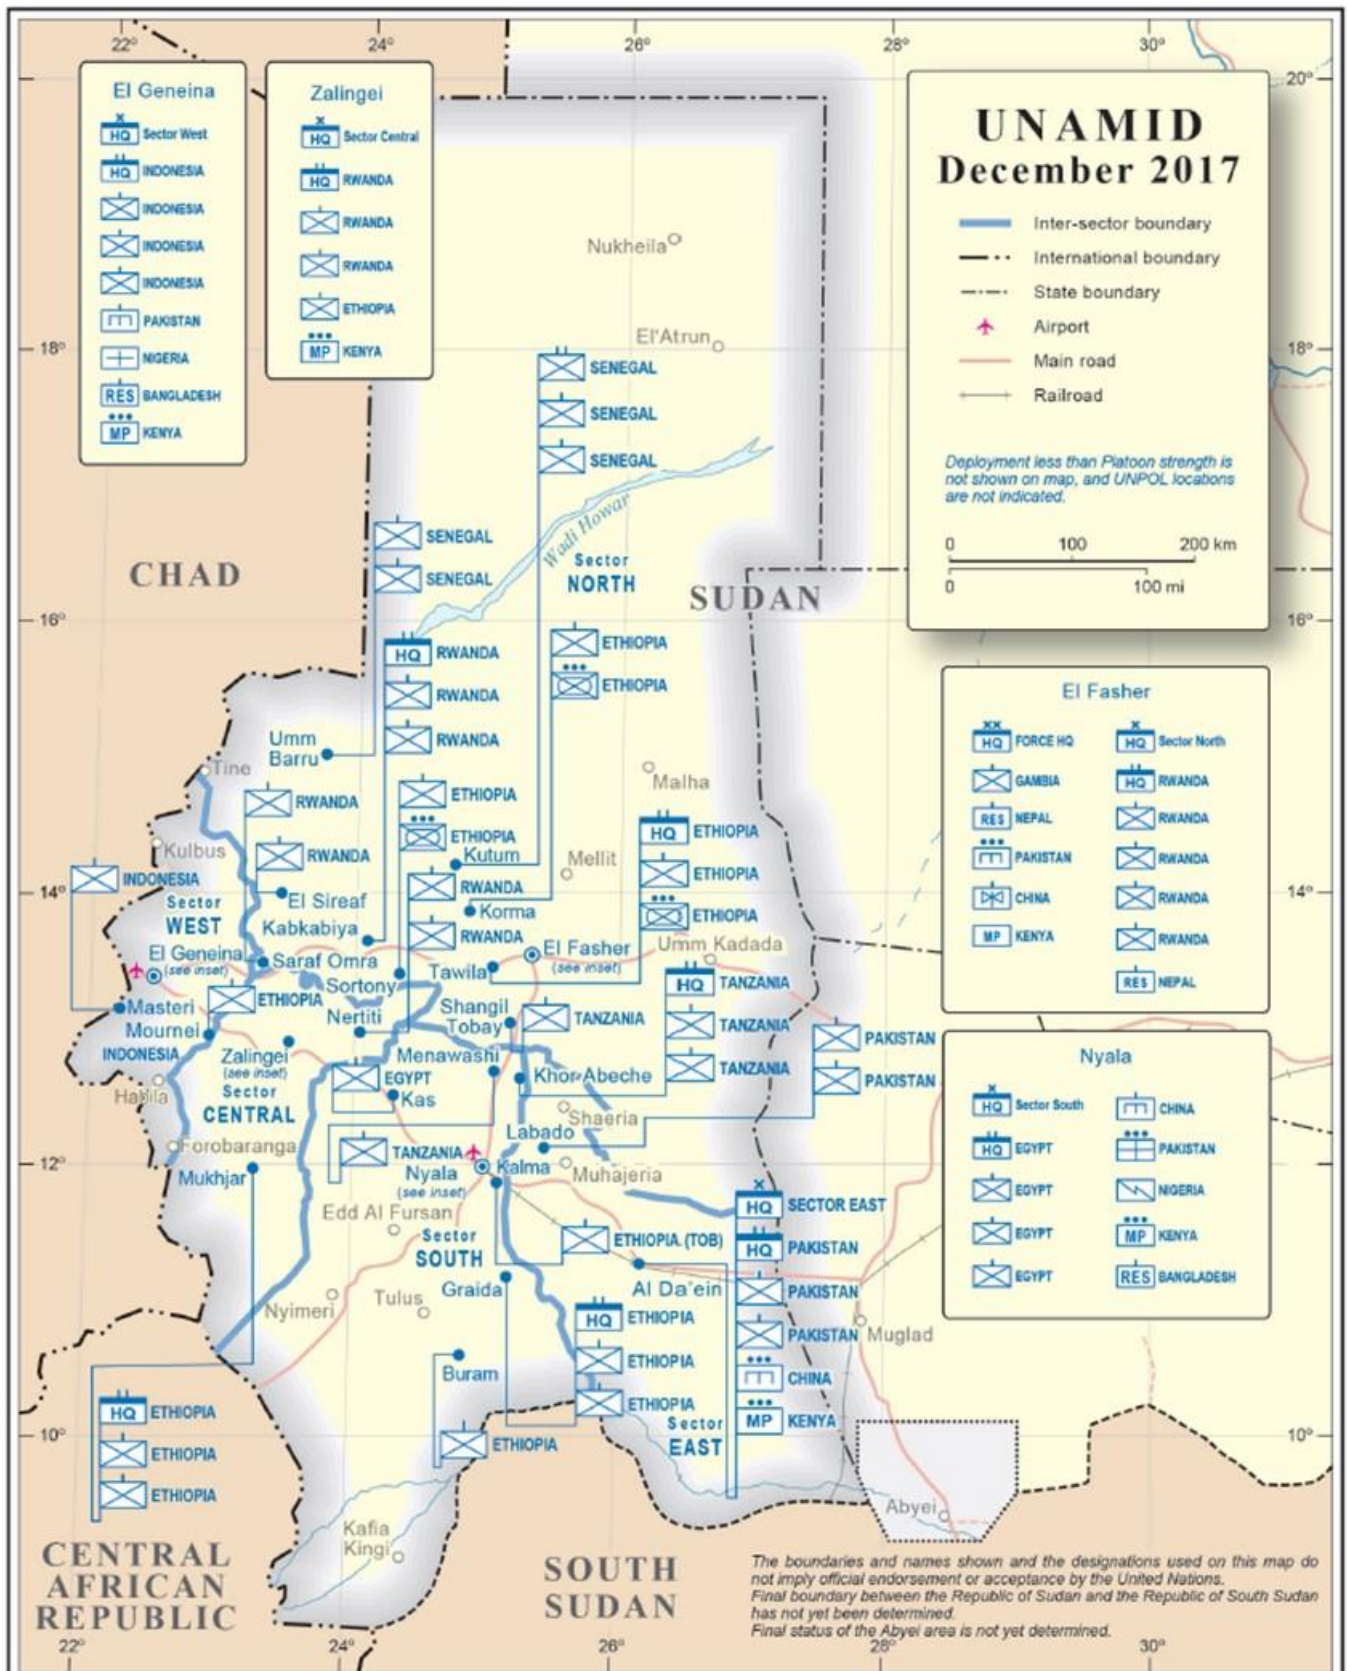 22°
24°
26°
28°
30°
20°
El Geneina
HQ Sector West
HQ INDONESIA
INDONESIA
INDONESIA
INDONESIA
PAKISTAN
NIGERIA
RES BANGLADESH
MP KENYA
Zalingei
HQ Sector Central
HQ RWANDA
RWANDA
RWANDA
ETHIOPIA
MP KENYA
UNAMID
December 2017
Inter-sector boundary
International boundary
State boundary
Airport
Main road
Railroad
Deployment less than Platoon strength is
not shown on map, and UNPOL locations
are not indicated.
0 100 200 km
0 100 mi
Nukheila
El'Atrun
18°
18°
SENEGAL
SENEGAL
SENEGAL
Wadi Howar
SENEGAL
SENEGAL
CHAD
Sector
NORTH
SUDAN
16°
16°
HQ RWANDA
RWANDA
RWANDA
ETHIOPIA
ETHIOPIA
El Fasher
HQ FORCE HQ
GAMBIA
RES NEPAL
PAKISTAN
CHINA
MP KENYA
HQ Sector North
HQ RWANDA
RWANDA
RWANDA
RWANDA
RWANDA
RES NEPAL
Umm
Barru
Tine
Malha
RWANDA
ETHIOPIA
ETHIOPIA
HQ ETHIOPIA
ETHIOPIA
ETHIOPIA
Kulbus
RWANDA
Kutum
Mellit
INDONESIA
14°
14°
RWANDA
RWANDA
El Sireaf
Korma
Sector
WEST
Kabkabiya
El Geneina
(see inset)
Saraf Omra
Sortony
Tawila
El Fasher
(see inset)
Umm Kadada
HQ TANZANIA
TANZANIA
TANZANIA
ETHIOPIA
Masteri
Mournei
INDONESIA
Nertiti
Shangil
Tobay
TANZANIA
PAKISTAN
PAKISTAN
Zalingei
(see inset)
Menawashi
Khor Abeche
EGYPT
Kas
Habila
Sector
CENTRAL
Shaeria
Labado
Forobaranga
TANZANIA
Nyala
(see inset)
Kalma
Muhajeria
12°
Mukhjar
Nyala
HQ Sector South
HQ EGYPT
EGYPT
EGYPT
EGYPT
CHINA
PAKISTAN
NIGERIA
MP KENYA
RES BANGLADESH
Edd Al Fursan
Sector
SOUTH
ETHIOPIA (TOB)
HQ SECTOR EAST
HQ PAKISTAN
PAKISTAN
PAKISTAN
CHINA
MP KENYA
Graida
Al Da'ein
Nyimeri
Tulus
Muglad
HQ ETHIOPIA
ETHIOPIA
ETHIOPIA
Buram
ETHIOPIA
Sector
EAST
HQ ETHIOPIA
ETHIOPIA
ETHIOPIA
10°
10°
Abyei
Kafia
Kingi
CENTRAL
AFRICAN
REPUBLIC
SOUTH
SUDAN
The boundaries and names shown and the designations used on this map do
not imply official endorsement or acceptance by the United Nations.
Final boundary between the Republic of Sudan and the Republic of South Sudan
has not yet been determined.
Final status of the Abyei area is not yet determined.
22°
24°
26°
28°
30°